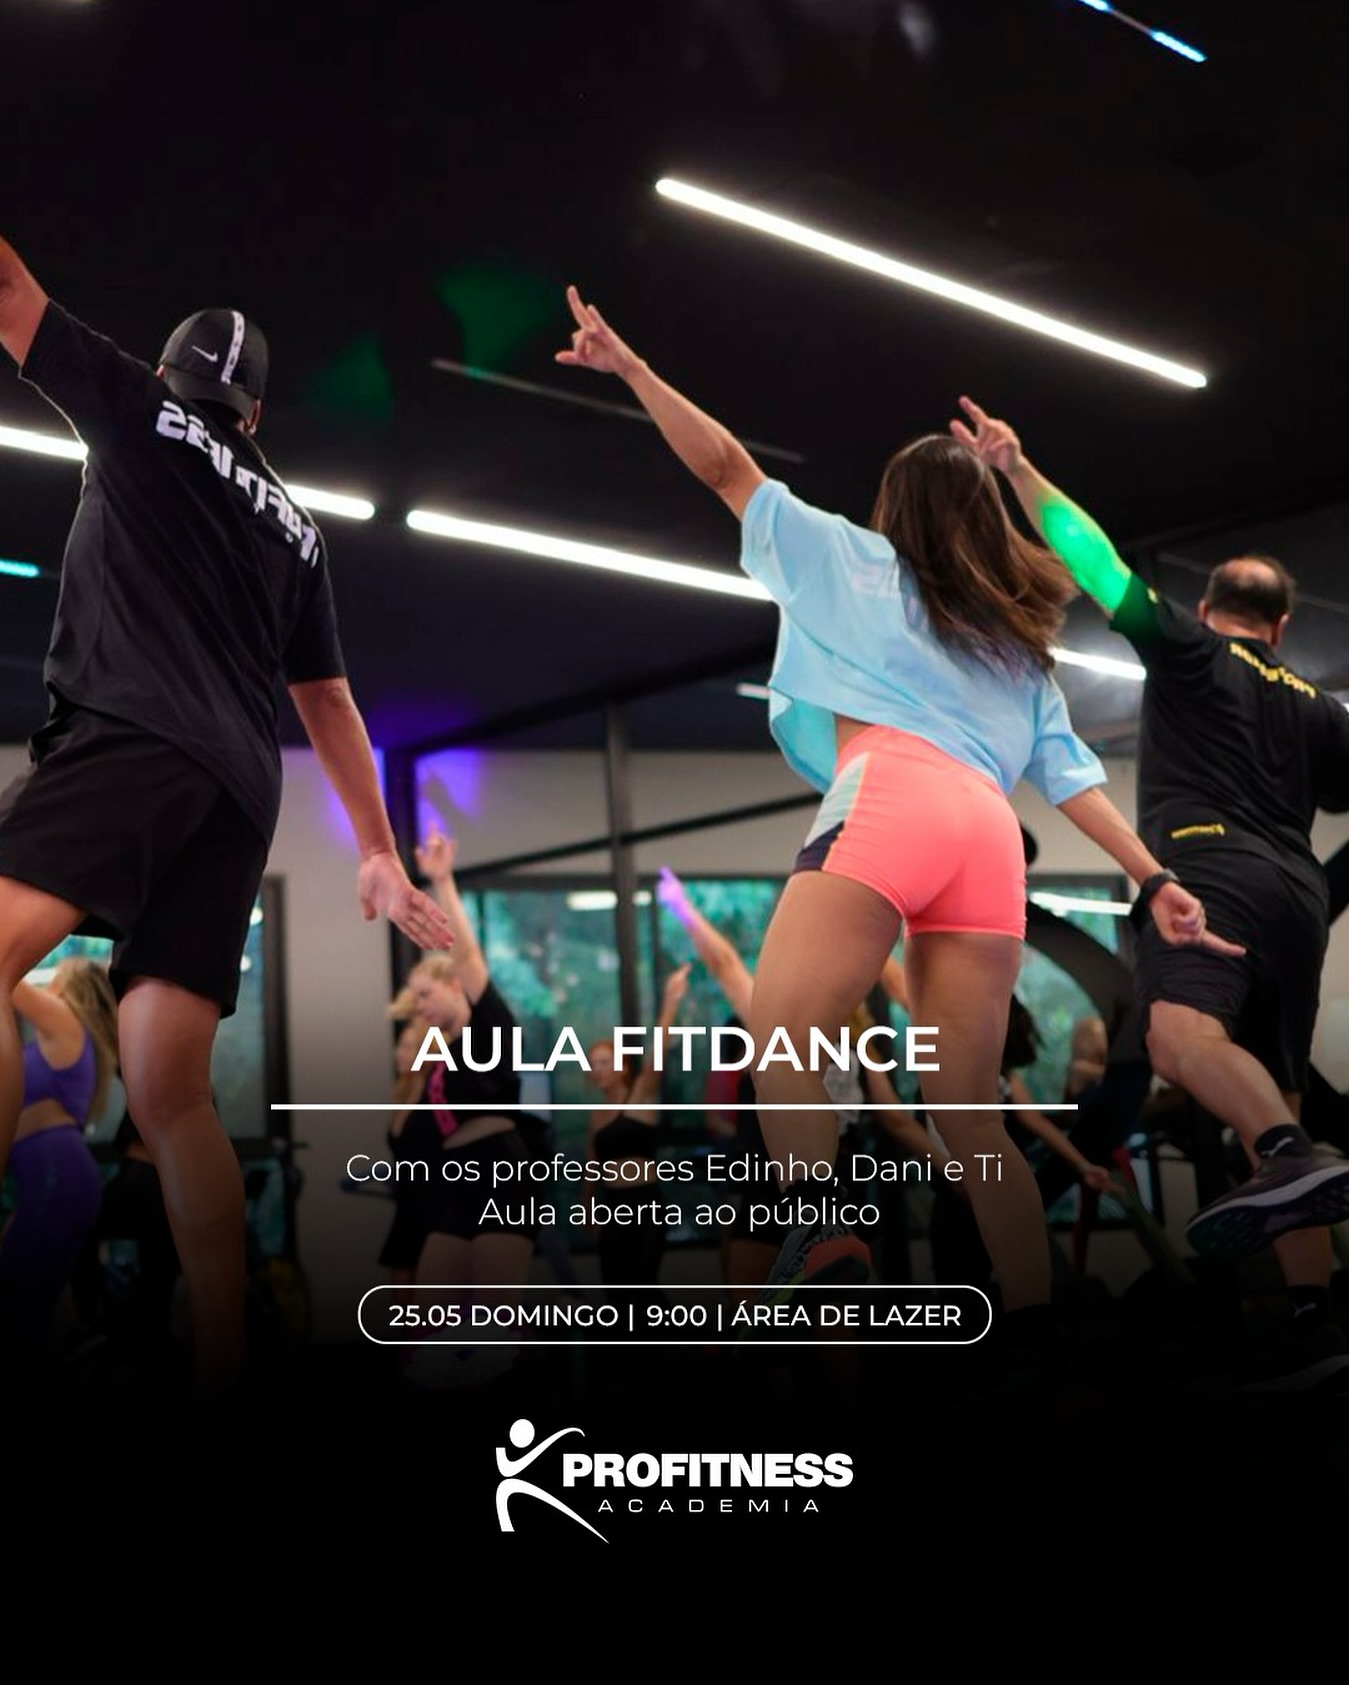 AULA FITDANCE
Com os professores Edinho, Dani e Ti
Aula aberta ao público
25.05 DOMINGO | 9:00 | ÁREA DE LAZER
PROFITNESS
ACADEMIA